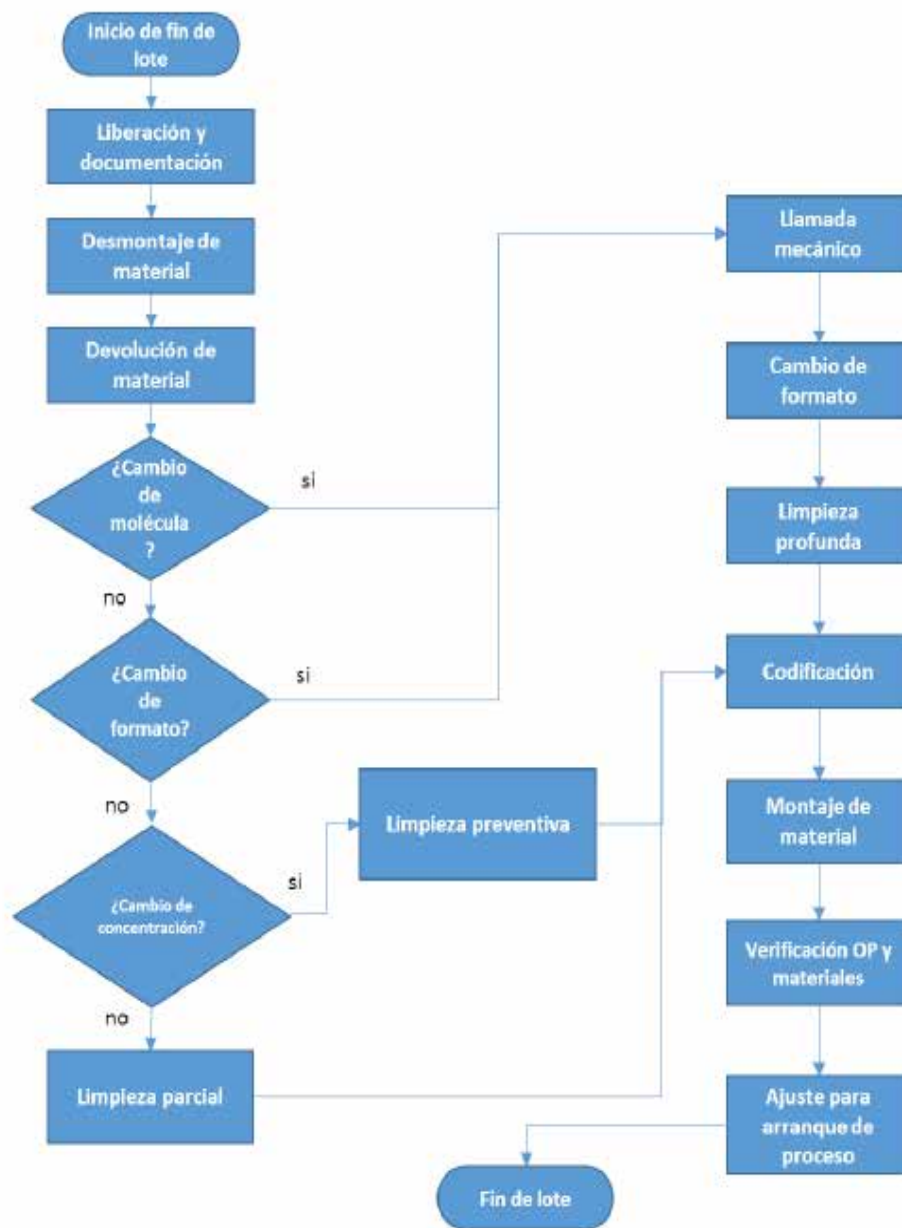 Inicio de fin de
lote
Liberación y
documentación
Desmontaje de
material
Devolución de
material
¿Cambio
de
molécula
?
si
no
¿Cambio
de
formato?
si
no
¿Cambio de
concentración?
si
no
Limpieza preventiva
Limpieza parcial
Llamada
mecánico
Cambio de
formato
Limpieza
profunda
Codificación
Montaje de
material
Verificación OP y
materiales
Ajuste para
arranque de
proceso
Fin de lote